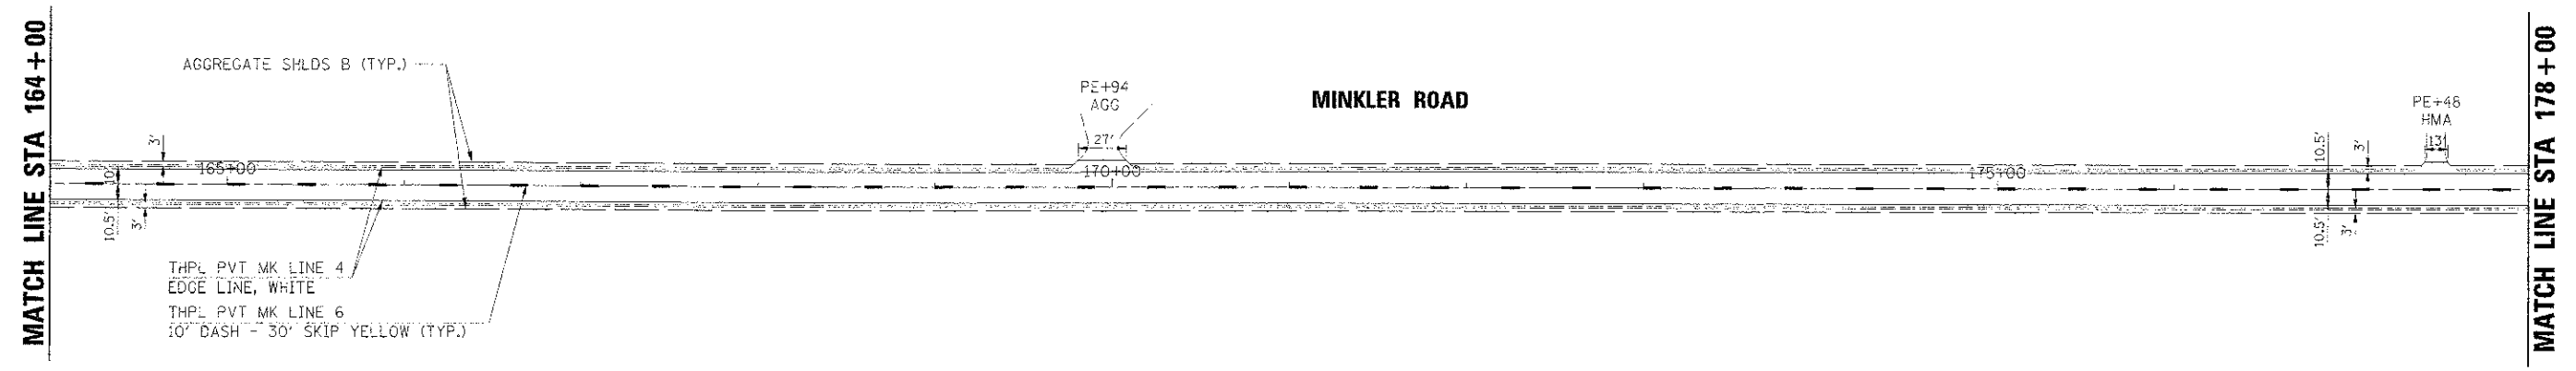 MATCH LINE STA 164+00
AGGREGATE SHLDS B (TYP.)
PE+94
AGG
27'
MINKLER ROAD
PE+48
HMA
13'
MATCH LINE STA 178+00
3'
165+00
170+00
175+00
10.5'
3'
10.5'
3'
10.5'
3'
THPL PVT MK LINE 4
EDGE LINE, WHITE
THPL PVT MK LINE 6
10' DASH - 30' SKIP YELLOW (TYP.)